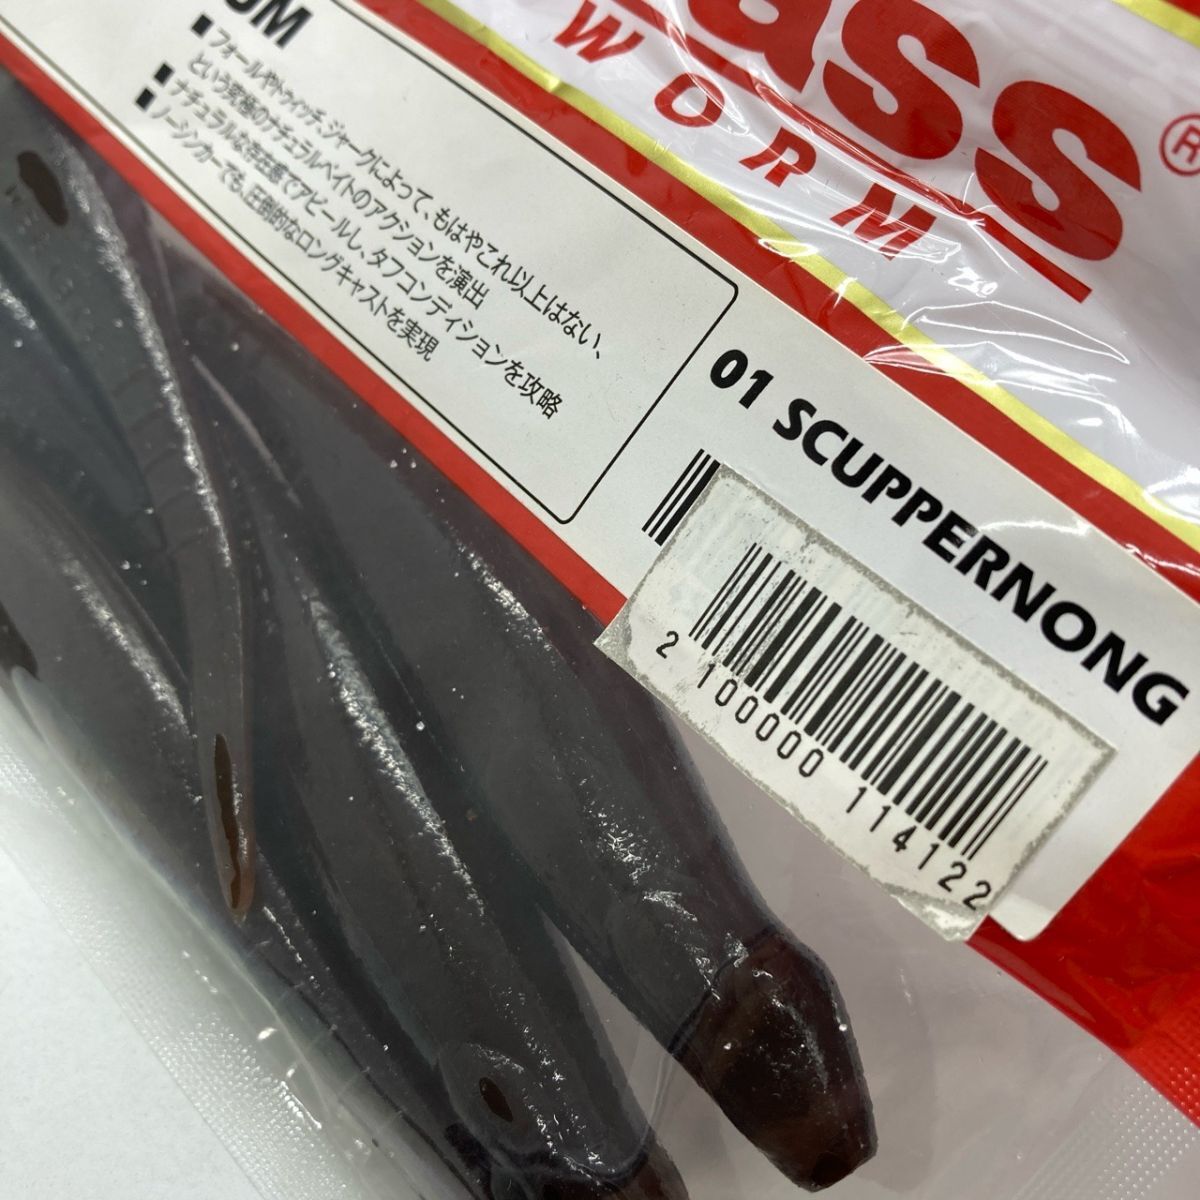 ass®
WORM
■フォールやトゥイッチ、ジャークによって、もはやこれ以上はない、
という究極のナチュラルベイトのアクションを演出
■ナチュラルな存在感でアピールし、タフコンディションを攻略
■ノーシンカーでも、圧倒的なロングキャストを実現
01 SCUPPERNONG
2 100000 114122